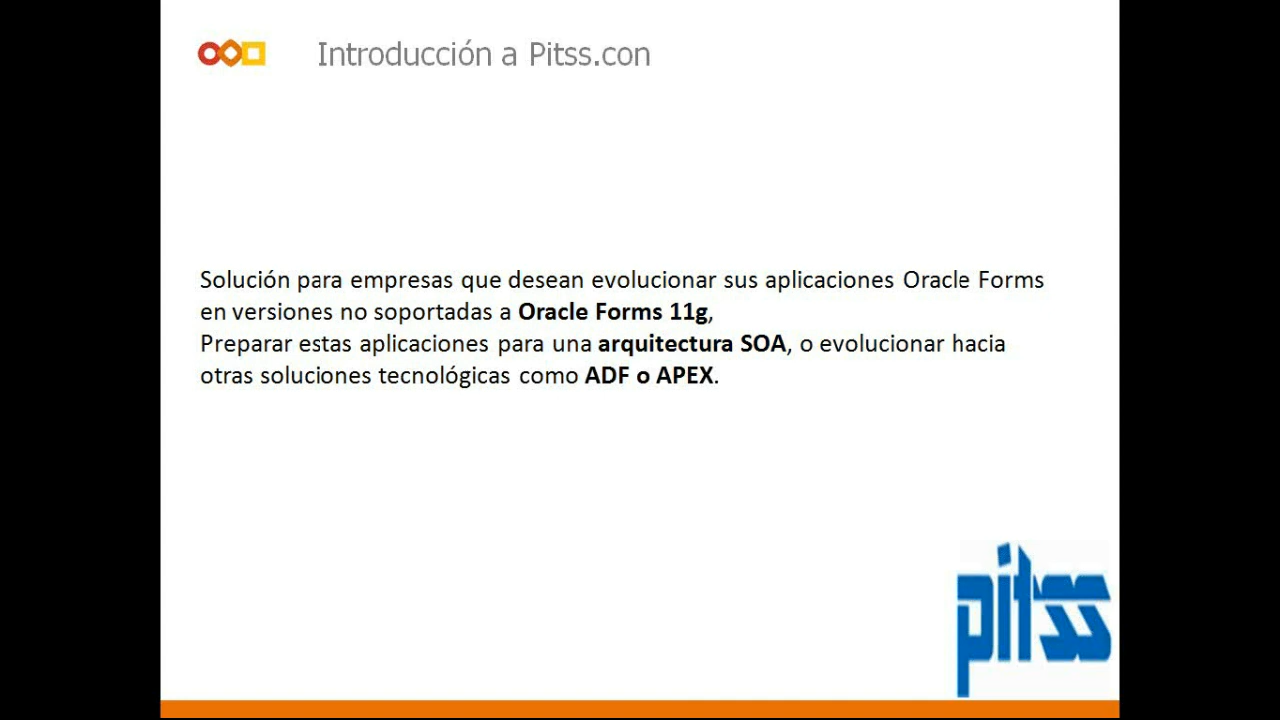 Introducción a Pitss.con
Solución para empresas que desean evolucionar sus aplicaciones Oracle Forms
en versiones no soportadas a Oracle Forms 11g,
Preparar estas aplicaciones para una arquitectura SOA, o evolucionar hacia
otras soluciones tecnológicas como ADF o APEX.
pitss